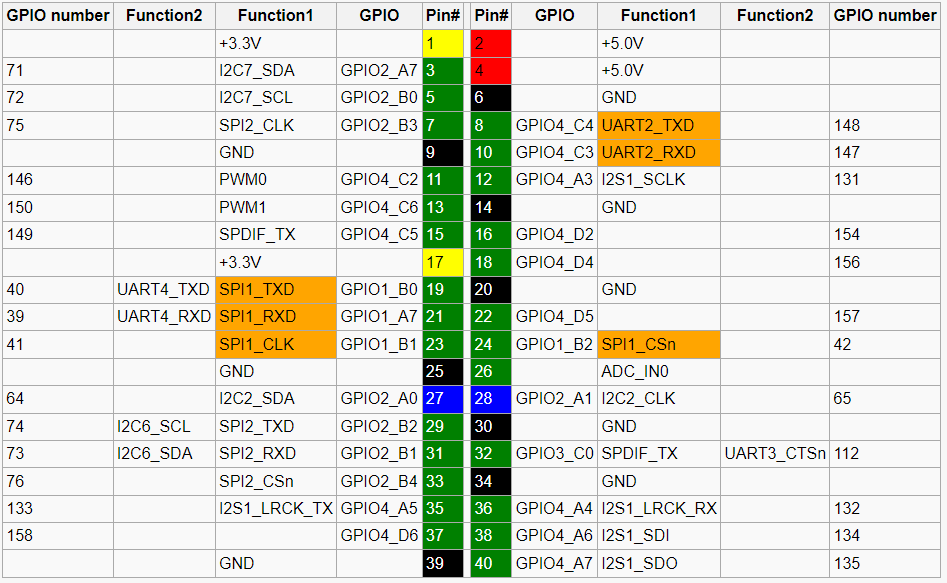 GPIO number Function2 Function1 GPIO Pin# Pin# GPIO Function1 Function2 GPIO number
+3.3V 1 2 +5.0V
71 I2C7_SDA GPIO2_A7 3 4 +5.0V
72 I2C7_SCL GPIO2_B0 5 6 GND
75 SPI2_CLK GPIO2_B3 7 8 GPIO4_C4 UART2_TXD 148
GND 9 10 GPIO4_C3 UART2_RXD 147
146 PWM0 GPIO4_C2 11 12 GPIO4_A3 I2S1_SCLK 131
150 PWM1 GPIO4_C6 13 14 GND
149 SPDIF_TX GPIO4_C5 15 16 GPIO4_D2 154
+3.3V 17 18 GPIO4_D4 156
40 UART4_TXD SPI1_TXD GPIO1_B0 19 20 GND
39 UART4_RXD SPI1_RXD GPIO1_A7 21 22 GPIO4_D5 157
41 SPI1_CLK GPIO1_B1 23 24 GPIO1_B2 SPI1_CSn 42
GND 25 26 ADC_IN0
64 I2C2_SDA GPIO2_A0 27 28 GPIO2_A1 I2C2_CLK 65
74 I2C6_SCL SPI2_TXD GPIO2_B2 29 30 GND
73 I2C6_SDA SPI2_RXD GPIO2_B1 31 32 GPIO3_C0 SPDIF_TX UART3_CTSn 112
76 SPI2_CSn GPIO2_B4 33 34 GND
133 I2S1_LRCK_TX GPIO4_A5 35 36 GPIO4_A4 I2S1_LRCK_RX 132
158 GPIO4_D6 37 38 GPIO4_A6 I2S1_SDI 134
GND 39 40 GPIO4_A7 I2S1_SDO 135